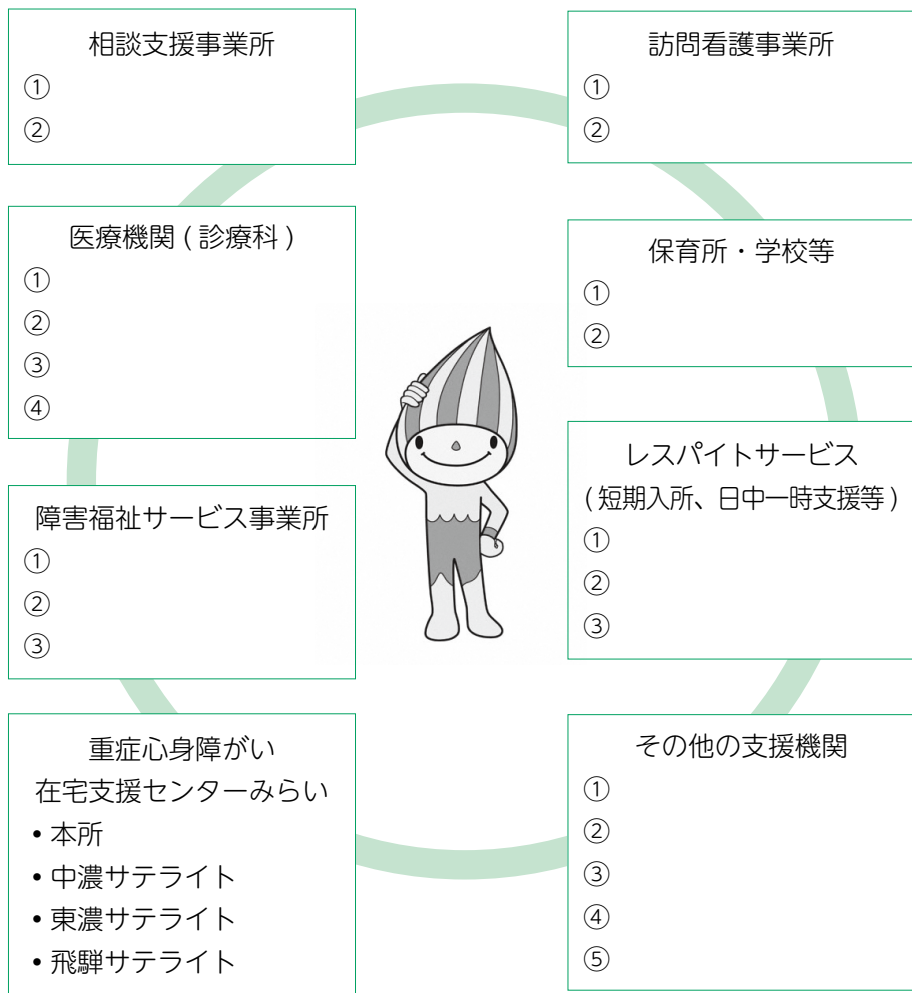 相談支援事業所
①
②
訪問看護事業所
①
②
医療機関 ( 診療科 )
①
②
③
④
保育所・学校等
①
②
障害福祉サービス事業所
①
②
③
レスパイトサービス
( 短期入所、日中一時支援等 )
①
②
③
重症心身障がい
在宅支援センターみらい
• 本所
• 中濃サテライト
• 東濃サテライト
• 飛騨サテライト
その他の支援機関
①
②
③
④
⑤